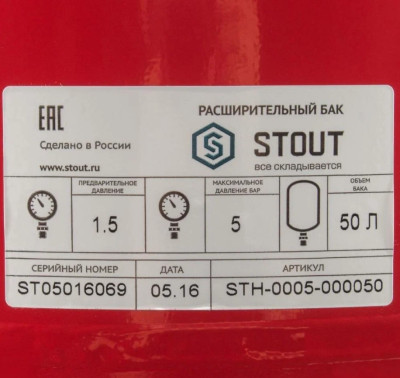 EAC
Сделано в России
www.stout.ru
РАСШИРИТЕЛЬНЫЙ БАК
S STOUT
все складывается
ПРЕДВАРИТЕЛЬНОЕ
ДАВЛЕНИЕ
1.5
МАКСИМАЛЬНОЕ
ДАВЛЕНИЕ БАР
5
ОБЪЕМ
БАКА
50 Л
СЕРИЙНЫЙ НОМЕР
ST05016069
ДАТА
05.16
АРТИКУЛ
STH-0005-000050